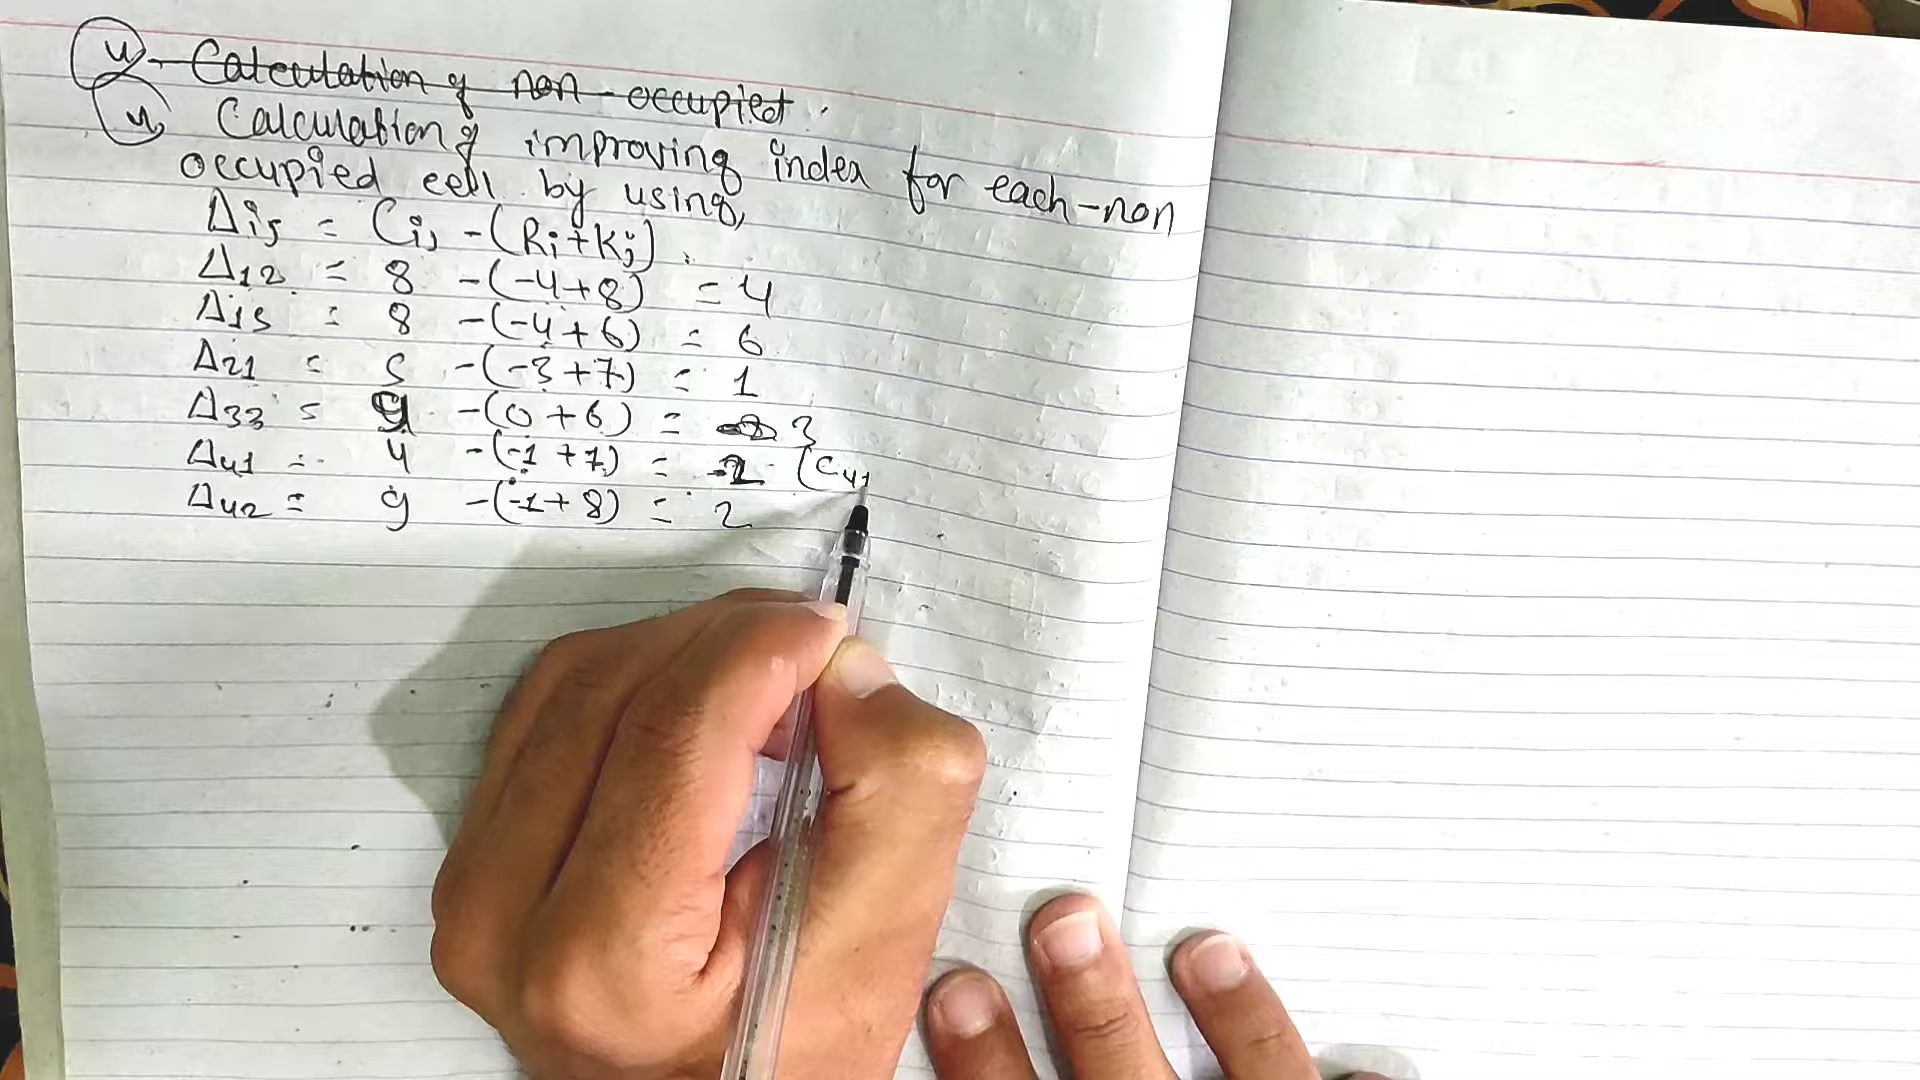 4. Calculation of non-occupied.
4, Calculation of improving index for each-non
occupied cell by using,
Δij = Cij -(Ri+Kj).
Δ12 = 8 -(-4+8) = 4
Δ13 = 8 -(-4+6) = 6
Δ21 = 5 -(-3+7) = 1
Δ33 = 9 -(0+6) = 3
Δ41 = 4 -(-1+7) = -2 (C41
Δ42 = 9 -(-1+8) = 2